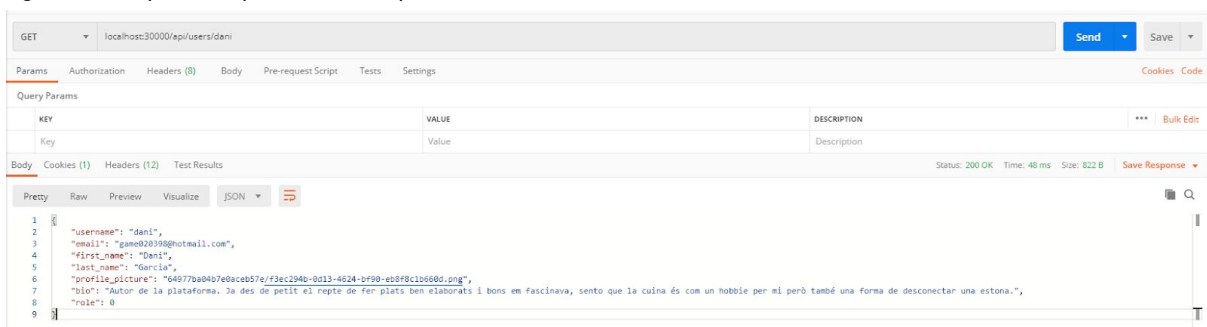 GET localhost:30000/api/users/dani Send Save
Params Authorization Headers (8) Body Pre-request Script Tests Settings Cookies Code
Query Params
KEY VALUE DESCRIPTION ••• Bulk Edit
Key Value Description
Body Cookies (1) Headers (12) Test Results Status: 200 OK Time: 48 ms Size: 822 B Save Response
Pretty Raw Preview Visualize JSON
1 {
2 "username": "dani",
3 "email": "game020398@hotmail.com",
4 "first_name": "Dani",
5 "last_name": "Garcia",
6 "profile_picture": "64977ba04b7e0aceb57e/f3ec294b-0d13-4624-bf90-eb8f8c1b660d.png",
7 "bio": "Autor de la plataforma. Ja des de petit el repte de fer plats ben elaborats i bons em fascinava, sento que la cuina és com un hobbie per mi però també una forma de desconectar una estona.",
8 "role": 0
9 }